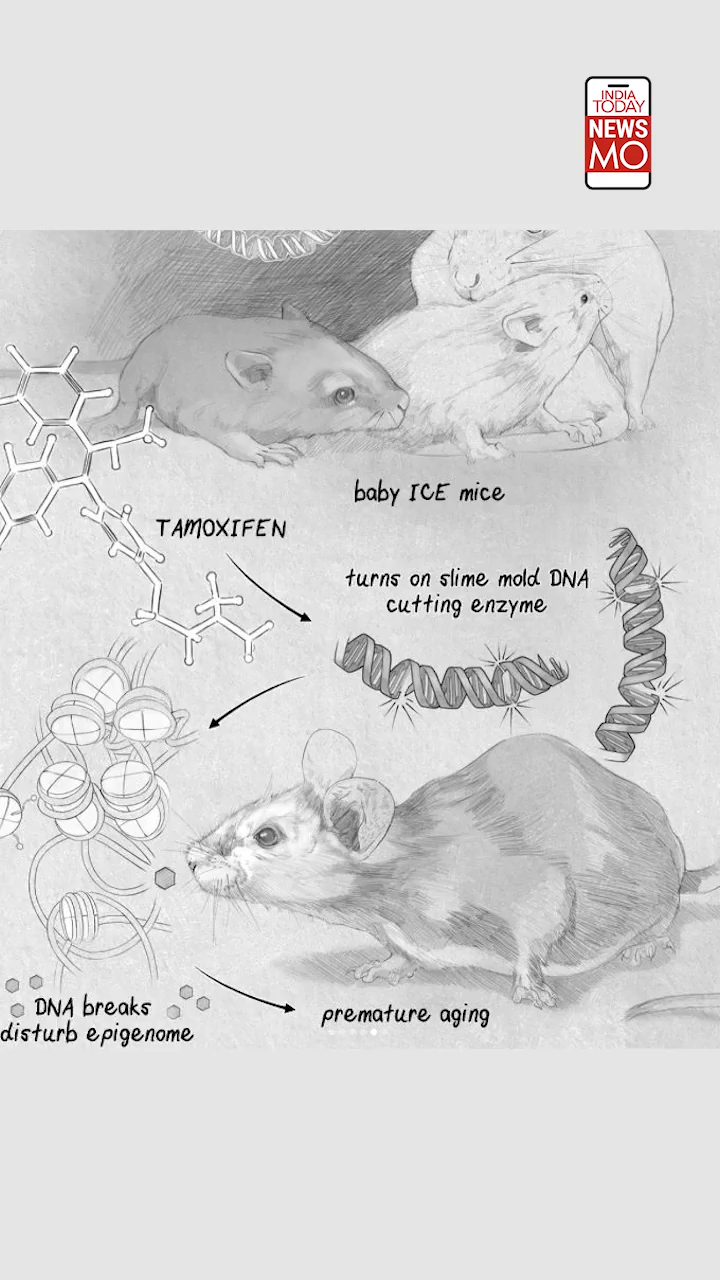 INDIA
TODAY
NEWS
MO
baby ICE mice
TAMOXIFEN
turns on slime mold DNA
cutting enzyme
DNA breaks
disturb epigenome
premature aging